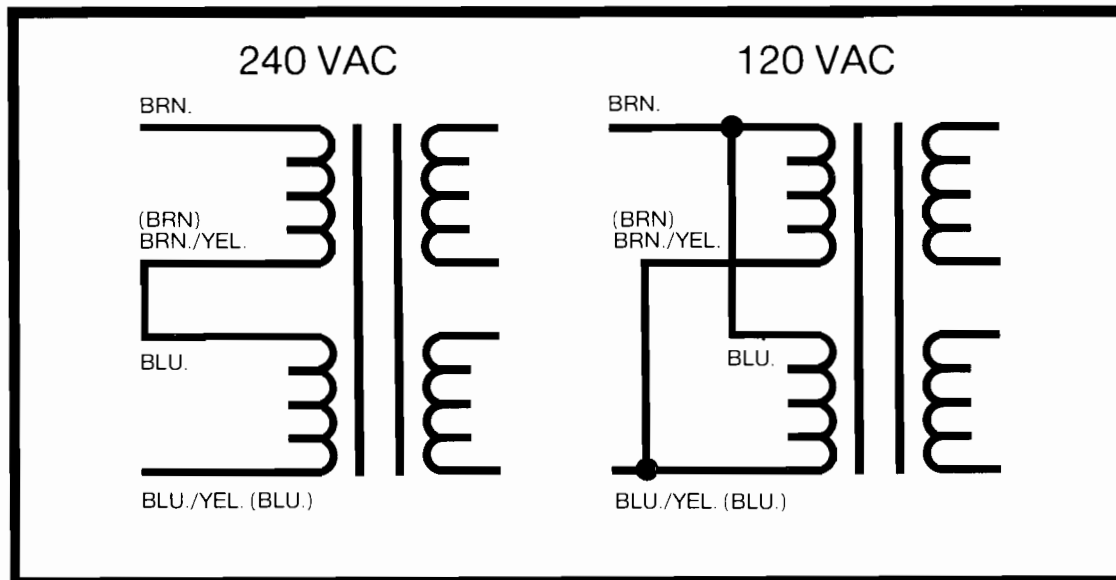 240 VAC
BRN.
(BRN)
BRN./YEL.
BLU.
BLU./YEL. (BLU.)
120 VAC
BRN.
(BRN)
BRN./YEL.
BLU.
BLU./YEL. (BLU.)